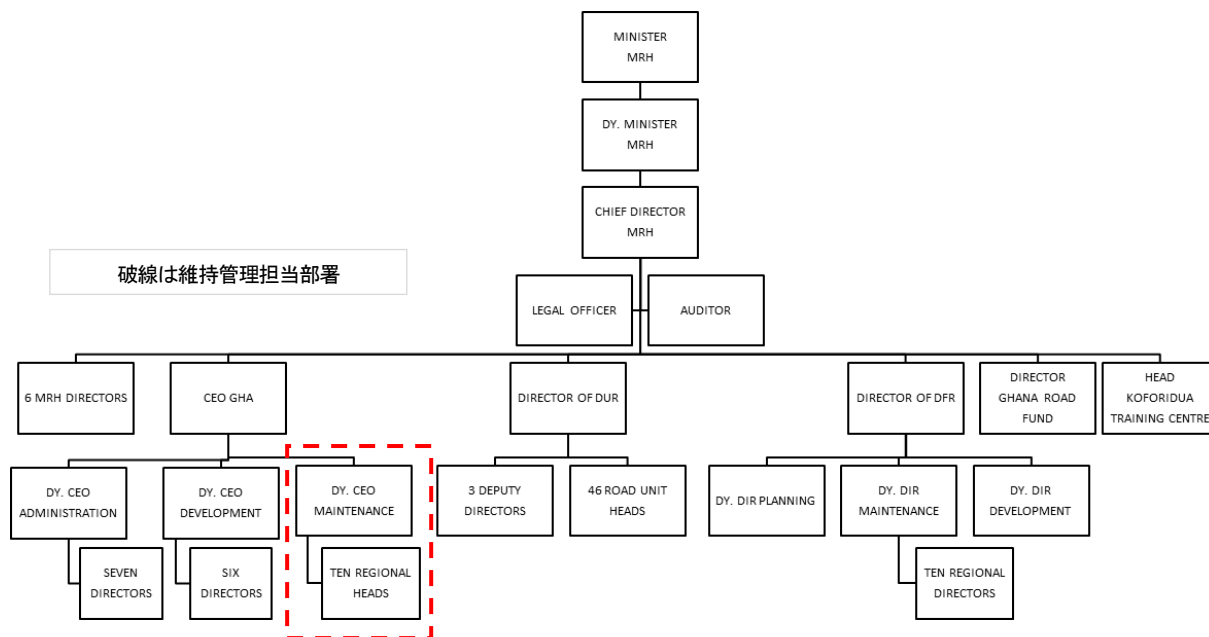 MINISTER
MRH
DY. MINISTER
MRH
CHIEF DIRECTOR
MRH
破線は維持管理担当部署
LEGAL OFFICER
AUDITOR
6 MRH DIRECTORS
CEO GHA
DIRECTOR OF DUR
DIRECTOR OF DFR
DIRECTOR
GHANA ROAD
FUND
HEAD
KOFORIDUA
TRAINING CENTRE
DY. CEO
ADMINISTRATION
DY. CEO
DEVELOPMENT
DY. CEO
MAINTENANCE
3 DEPUTY
DIRECTORS
46 ROAD UNIT
HEADS
DY. DIR PLANNING
DY. DIR
MAINTENANCE
DY. DIR
DEVELOPMENT
SEVEN
DIRECTORS
SIX
DIRECTORS
TEN REGIONAL
HEADS
TEN REGIONAL
DIRECTORS